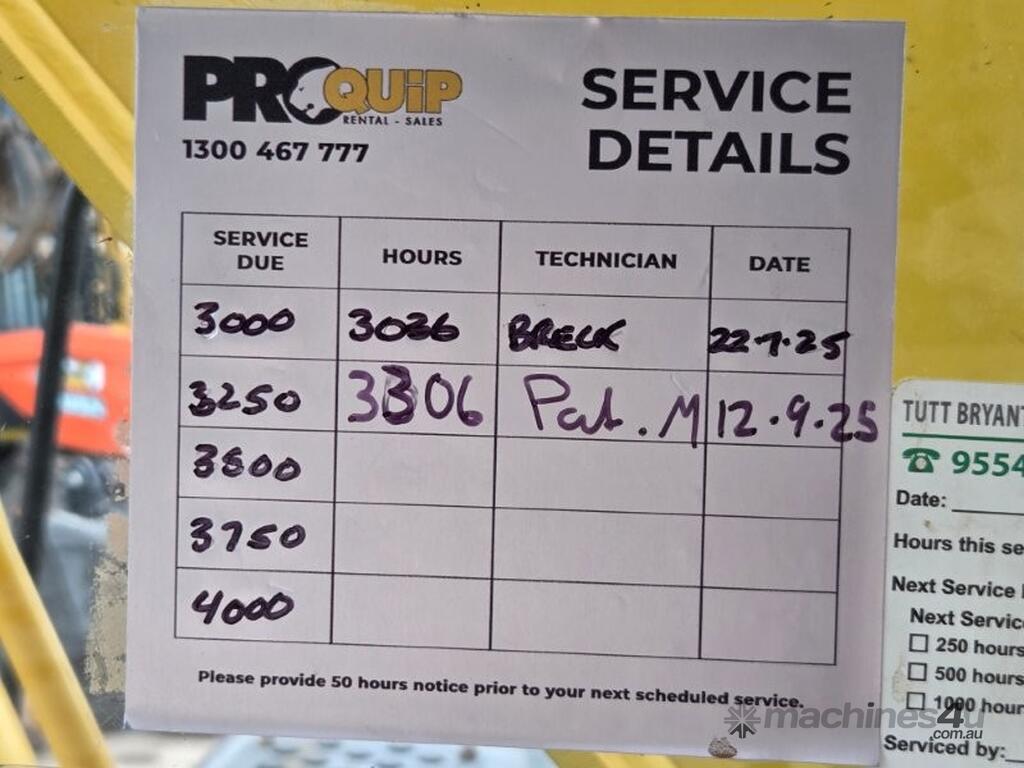 PROQUIP
RENTAL - SALES
1300 467 777
SERVICE
DETAILS
SERVICE DUE HOURS TECHNICIAN DATE
3000 3026 BRECK 22.7.25
3250 3306 Pat. M 12.9.25
3500
3750
4000
Please provide 50 hours notice prior to your next scheduled service.
TUTT BRYANT
☎ 9554
Date:
Hours this se
Next Service
Next Servic
☐ 250 hours
☐ 500 hours
☐ 1000 hour
Serviced by:
machines4u
.com.au